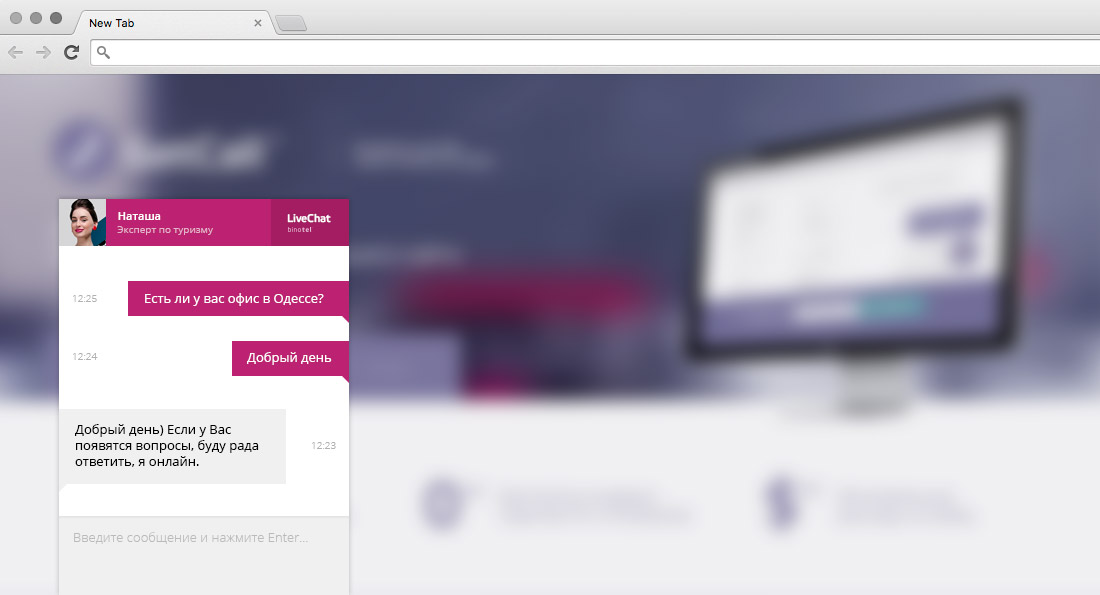 New Tab
Наташа
Эксперт по туризму
LiveChat
binotel
12:25
Есть ли у вас офис в Одессе?
12:24
Добрый день
Добрый день) Если у Вас
появятся вопросы, буду рада
ответить, я онлайн.
12:23
Введите сообщение и нажмите Enter...